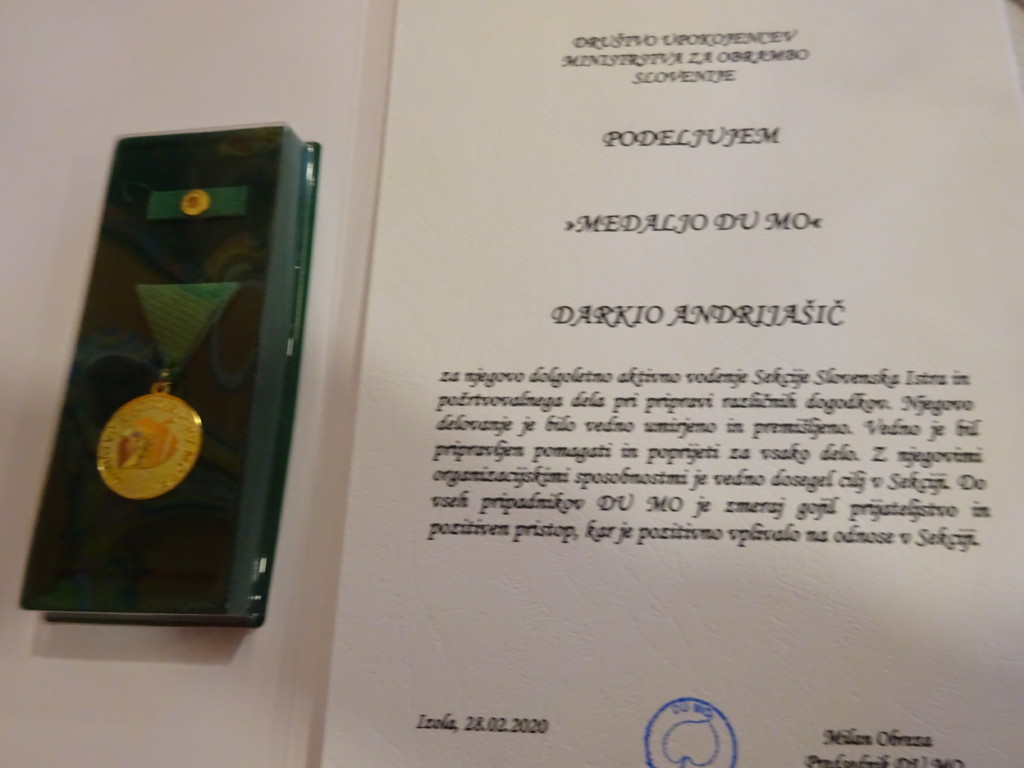 DRUŠTVO UPOKOJENCEV
MINISTRSTVA ZA OBRAMBO
SLOVENIJE
PODELJUJEM
»MEDALJO DU MO«
DARKIO ANDRIJAŠIČ
za njegovo dolgoletno aktivno vodenje Sekcije Slovenska Istra in
požrtvovalnega dela pri pripravi različnih dogodkov. Njegovo
delovanje je bilo vedno umirjeno in premišljeno. Vedno je bil
pripravljen pomagati in poprijeti za vsako delo. Z njegovimi
organizacijskimi sposobnostmi je vedno dosegel cilj v Sekciji. Do
vseh pripadnikov DU MO je zmeraj gojil prijateljstvo in
pozitiven pristop, kar je pozitivno vplivalo na odnose v Sekciji.
Izola, 28.02.2020
DU MO
Milan Obreza
Predsednik DU MO